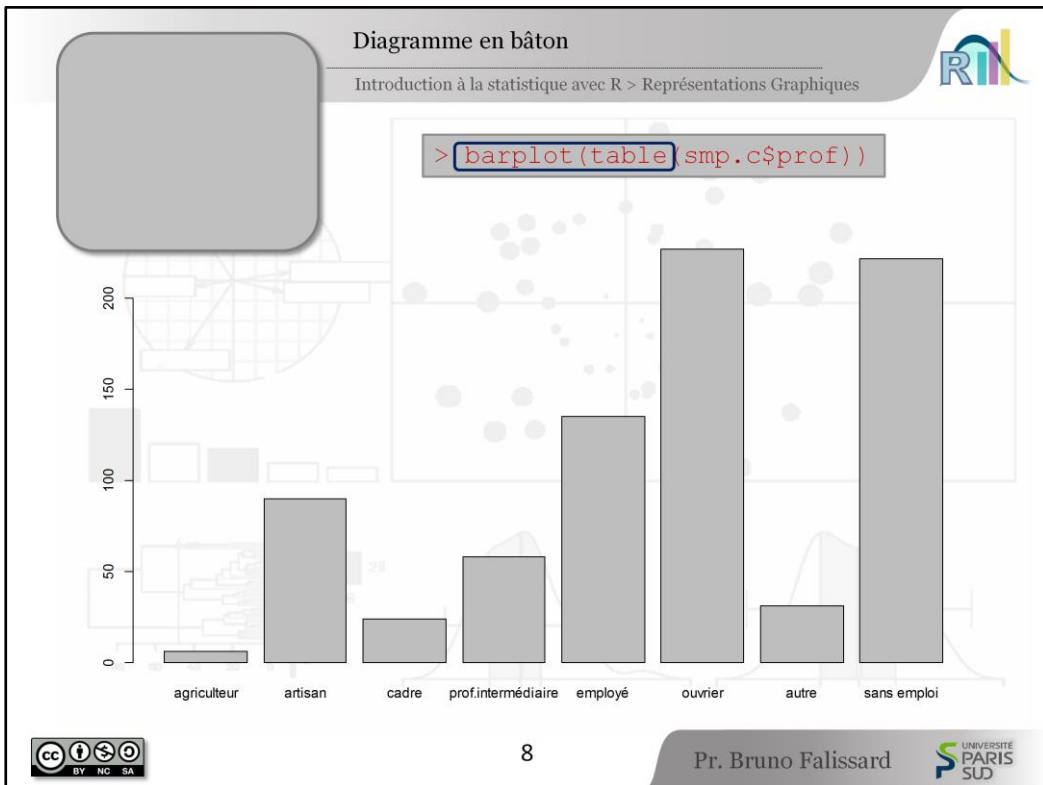 Diagramme en bâton
Introduction à la statistique avec R > Représentations Graphiques
R
> barplot(table(smp.c$prof))
200
150
100
50
0
28
agriculteur artisan cadre prof.intermédiaire employé ouvrier autre sans emploi
cc BY NC SA
8
Pr. Bruno Falissard
UNIVERSITÉ
PARIS
SUD